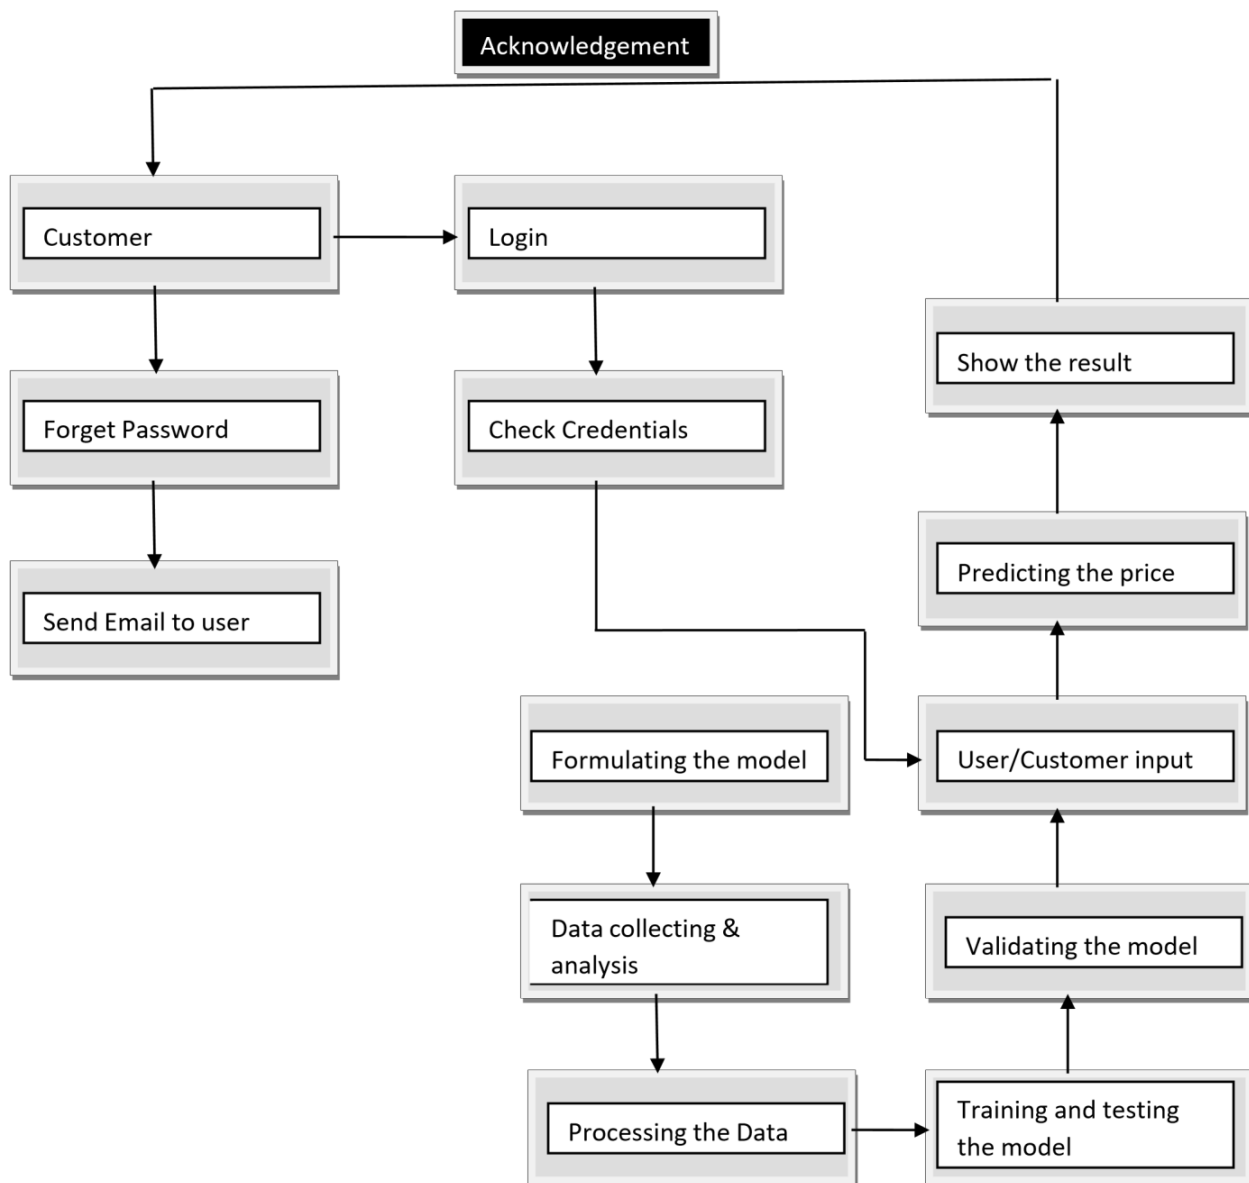 Acknowledgement
Customer
Login
Show the result
Forget Password
Check Credentials
Predicting the price
Send Email to user
Formulating the model
User/Customer input
Data collecting &
analysis
Validating the model
Processing the Data
Training and testing
the model